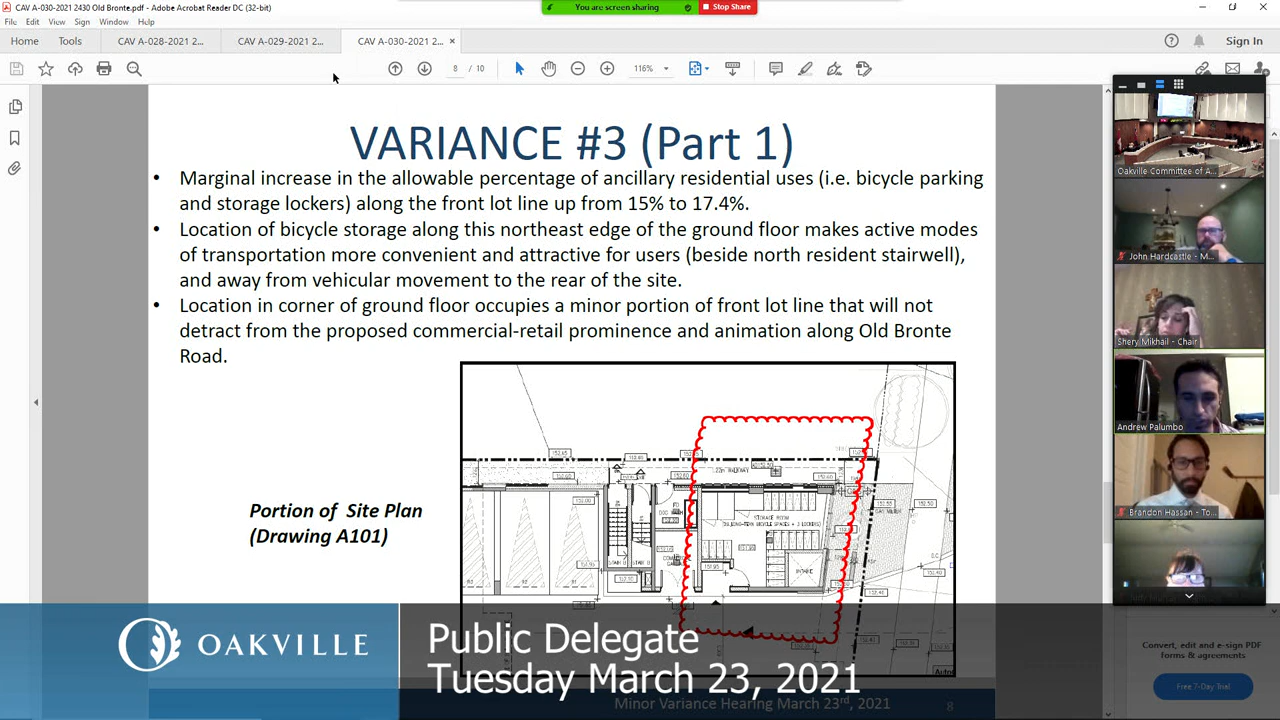 CAV A-030-2021 2430 Old Bronte.pdf - Adobe Acrobat Reader DC (32-bit)
You are screen sharing
Stop Share
File Edit View Sign Window Help
Home Tools CAV A-028-2021 2... CAV A-029-2021 2... CAV A-030-2021 2... ×
Sign In
8 / 10
116%
VARIANCE #3 (Part 1)
• Marginal increase in the allowable percentage of ancillary residential uses (i.e. bicycle parking
and storage lockers) along the front lot line up from 15% to 17.4%.
• Location of bicycle storage along this northeast edge of the ground floor makes active modes
of transportation more convenient and attractive for users (beside north resident stairwell),
and away from vehicular movement to the rear of the site.
• Location in corner of ground floor occupies a minor portion of front lot line that will not
detract from the proposed commercial-retail prominence and animation along Old Bronte
Road.
Portion of Site Plan
(Drawing A101)
STORAGE ROOM
Oakville Committee of A...
John Hardcastle - M...
Shery Mikhail - Chair
Andrew Palumbo
Brandon Hassan - To...
Convert, edit and e-sign PDF
forms & agreements
Free 7-Day Trial
OAKVILLE
Public Delegate
Tuesday March 23, 2021
Minor Variance Hearing March 23rd, 2021
8